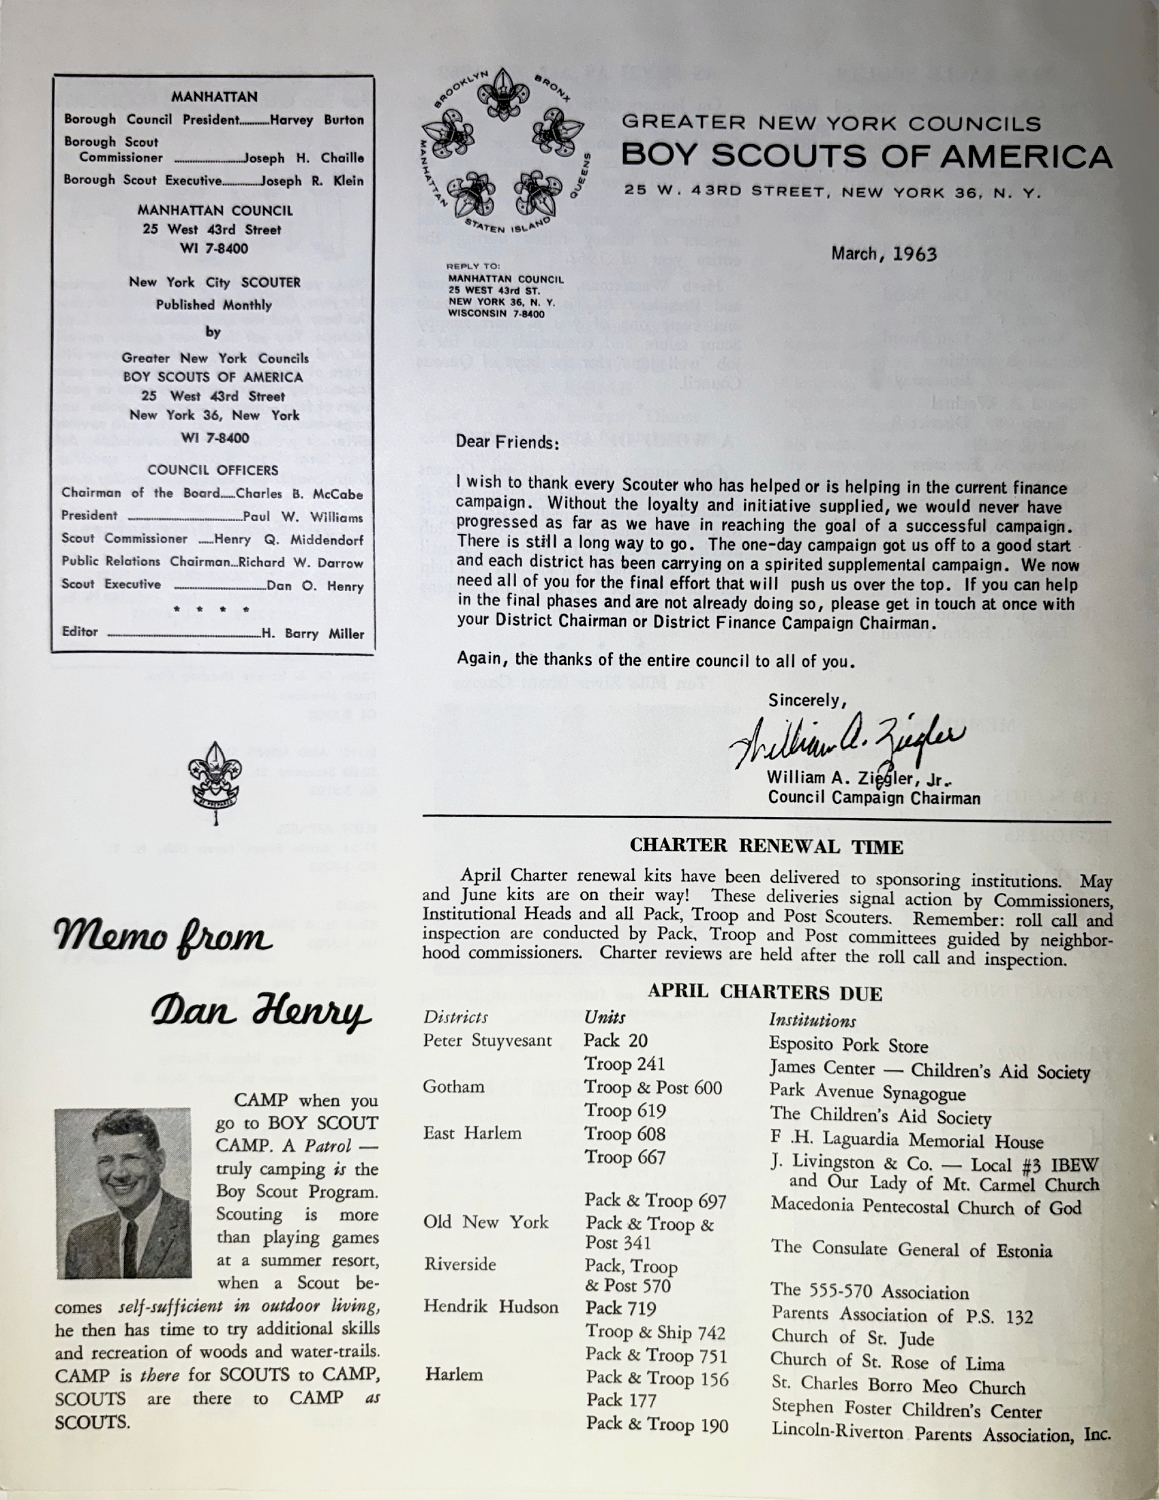 MANHATTAN
Borough Council President..........Harvey Burton
Borough Scout
Commissioner ......................Joseph H. Chaille
Borough Scout Executive............Joseph R. Klein
MANHATTAN COUNCIL
25 West 43rd Street
WI 7-8400
New York City SCOUTER
Published Monthly
by
Greater New York Councils
BOY SCOUTS OF AMERICA
25 West 43rd Street
New York 36, New York
WI 7-8400
COUNCIL OFFICERS
Chairman of the Board.....Charles B. McCabe
President ...................................Paul W. Williams
Scout Commissioner .....Henry Q. Middendorf
Public Relations Chairman...Richard W. Darrow
Scout Executive ............................Dan O. Henry
* * * *
Editor ..............................................H. Barry Miller
BROOKLYN
BRONX
QUEENS
STATEN ISLAND
MANHATTAN
GREATER NEW YORK COUNCILS
BOY SCOUTS OF AMERICA
25 W. 43RD STREET, NEW YORK 36, N. Y.
March, 1963
REPLY TO:
MANHATTAN COUNCIL
25 WEST 43rd ST.
NEW YORK 36, N. Y.
WISCONSIN 7-8400
Dear Friends:
I wish to thank every Scouter who has helped or is helping in the current finance
campaign. Without the loyalty and initiative supplied, we would never have
progressed as far as we have in reaching the goal of a successful campaign.
There is still a long way to go. The one-day campaign got us off to a good start
and each district has been carrying on a spirited supplemental campaign. We now
need all of you for the final effort that will push us over the top. If you can help
in the final phases and are not already doing so, please get in touch at once with
your District Chairman or District Finance Campaign Chairman.
Again, the thanks of the entire council to all of you.
Sincerely,
William A. Ziegler
William A. Ziegler, Jr.
Council Campaign Chairman
BE PREPARED
Memo from
Dan Henry
CAMP when you
go to BOY SCOUT
CAMP. A Patrol —
truly camping is the
Boy Scout Program.
Scouting is more
than playing games
at a summer resort,
when a Scout be-
comes self-sufficient in outdoor living,
he then has time to try additional skills
and recreation of woods and water-trails.
CAMP is there for SCOUTS to CAMP,
SCOUTS are there to CAMP as
SCOUTS.
CHARTER RENEWAL TIME
April Charter renewal kits have been delivered to sponsoring institutions. May
and June kits are on their way! These deliveries signal action by Commissioners,
Institutional Heads and all Pack, Troop and Post Scouters. Remember: roll call and
inspection are conducted by Pack, Troop and Post committees guided by neighbor-
hood commissioners. Charter reviews are held after the roll call and inspection.
APRIL CHARTERS DUE
Districts Units Institutions
Peter Stuyvesant Pack 20 Esposito Pork Store
Troop 241 James Center — Children's Aid Society
Gotham Troop & Post 600 Park Avenue Synagogue
Troop 619 The Children's Aid Society
East Harlem Troop 608 F .H. Laguardia Memorial House
Troop 667 J. Livingston & Co. — Local #3 IBEW
and Our Lady of Mt. Carmel Church
Pack & Troop 697 Macedonia Pentecostal Church of God
Old New York Pack & Troop &
Post 341 The Consulate General of Estonia
Riverside Pack, Troop
& Post 570 The 555-570 Association
Hendrik Hudson Pack 719 Parents Association of P.S. 132
Troop & Ship 742 Church of St. Jude
Pack & Troop 751 Church of St. Rose of Lima
Harlem Pack & Troop 156 St. Charles Borro Meo Church
Pack 177 Stephen Foster Children's Center
Pack & Troop 190 Lincoln-Riverton Parents Association, Inc.